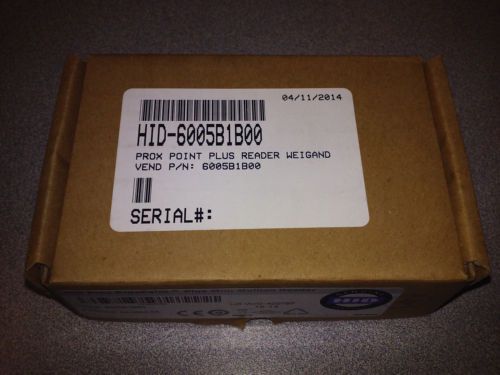 04/11/2014
HID-6005B1B00
PROX POINT PLUS READER WEIGAND
VEND P/N: 6005B1B00
SERIAL#: